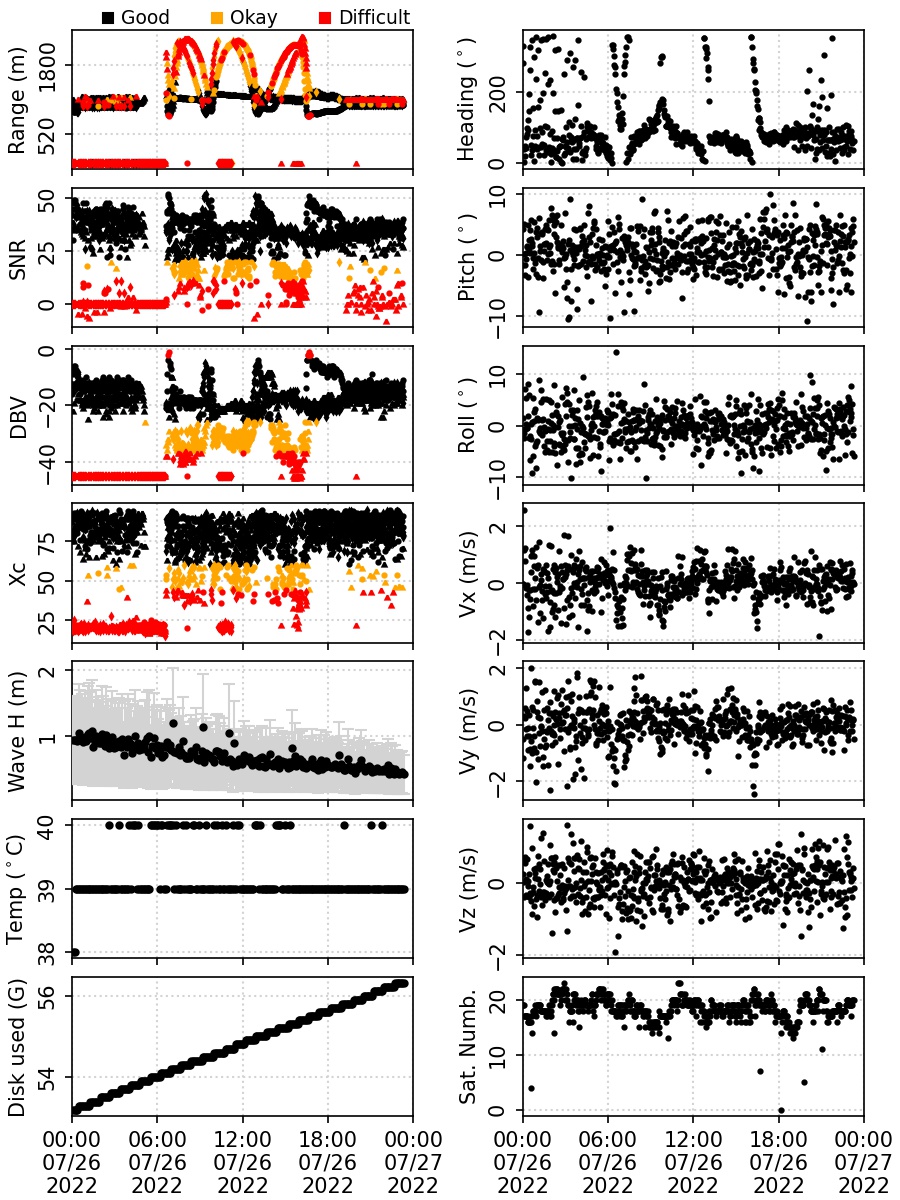 Good Okay Difficult
Range (m)
1800
520
SNR
50
25
0
DBV
0
−20
−40
Xc
75
50
25
Wave H (m)
2
1
Temp (°C)
40
39
38
Disk used (G)
56
54
00:00 06:00 12:00 18:00 00:00
07/26 07/26 07/26 07/26 07/27
2022 2022 2022 2022 2022
Heading (°)
200
0
Pitch (°)
10
0
−10
Roll (°)
10
0
−10
Vx (m/s)
2
0
−2
Vy (m/s)
2
0
−2
Vz (m/s)
0
−2
Sat. Numb.
20
10
0
00:00 06:00 12:00 18:00 00:00
07/26 07/26 07/26 07/26 07/27
2022 2022 2022 2022 2022